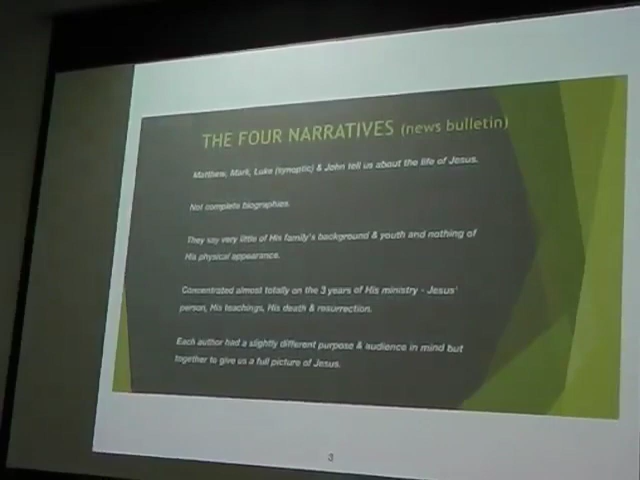 THE FOUR NARRATIVES (news bulletin)
Matthew, Mark, Luke (synoptic) & John tell us about the life of Jesus.
Not complete biographies.
They say very little of His family's background & youth and nothing of
His physical appearance.
Concentrated almost totally on the 3 years of His ministry - Jesus'
person, His teachings, His death & resurrection.
Each author had a slightly different purpose & audience in mind but
together to give us a full picture of Jesus.
3